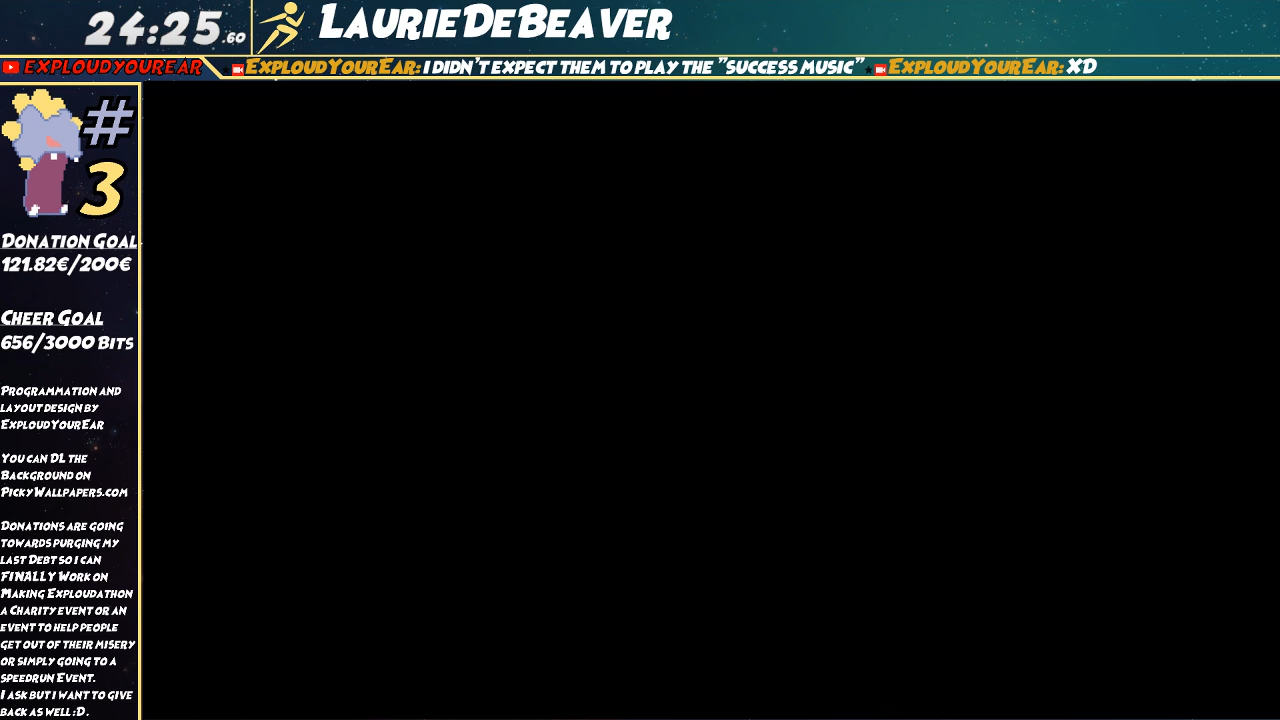 24:25.60
LaurieDeBeaver
ExploudYourEar
ExploudYourEar: I didn't expect them to play the "success music" ExploudYourEar: XD
#
3
Donation Goal
121.82€/200€
Cheer Goal
656/3000 Bits
Programmation and
layout design by
ExploudYourEar
You can DL the
Background on
PickyWallpapers.com
Donations are going
towards purging my
last Debt so I can
FINALLY Work on
Making Exploudathon
a Charity event or an
event to help people
get out of their misery
or simply going to a
speedrun Event.
I ask but I want to give
back as well :D.